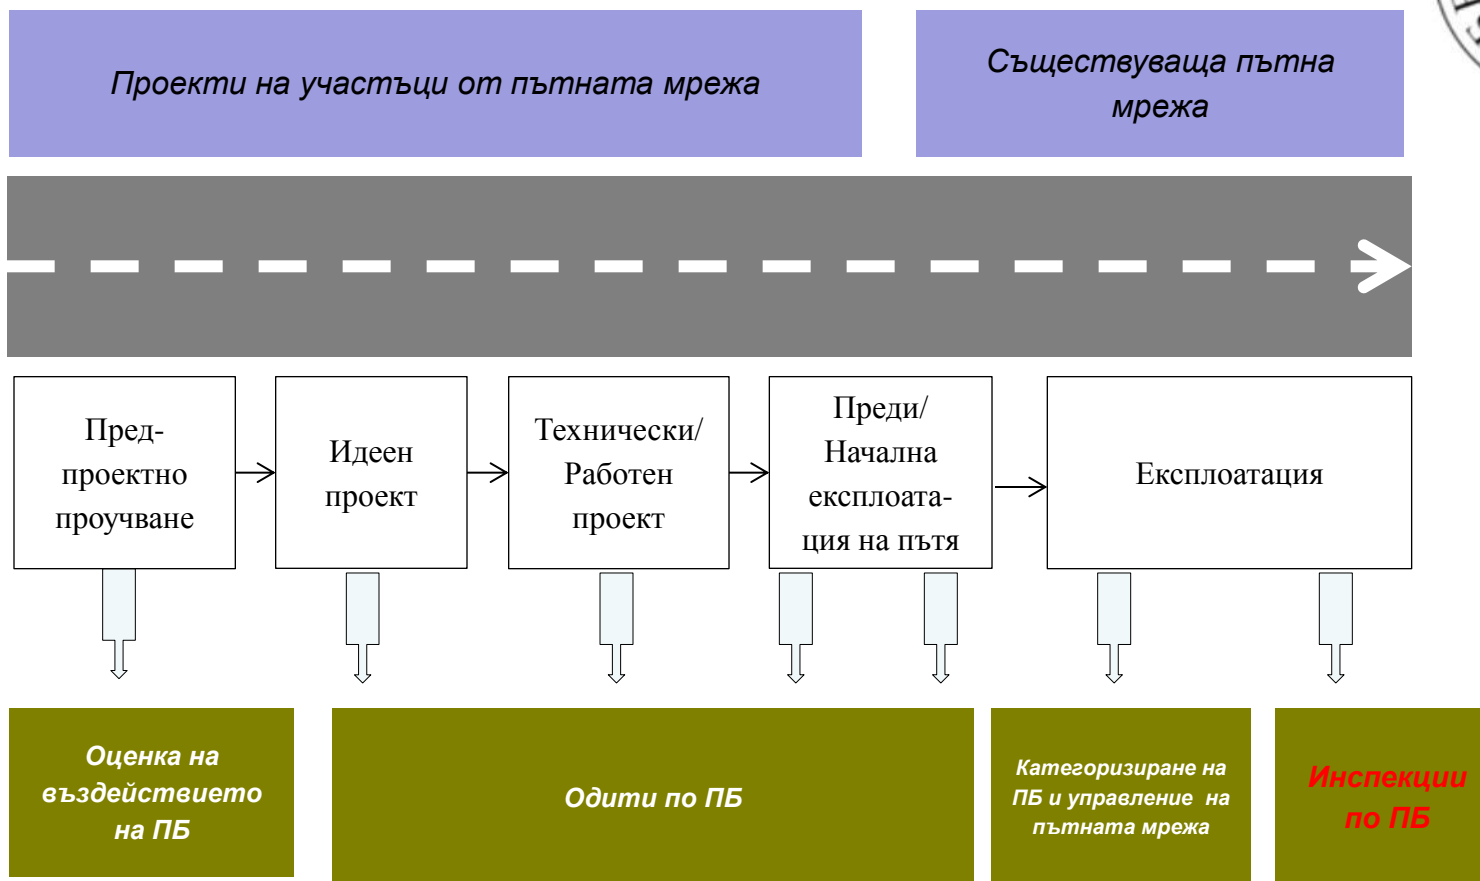 Проекти на участъци от пътната мрежа
Съществуваща пътна
мрежа
Пред-
проектно
проучване
Идеен
проект
Технически/
Работен
проект
Преди/
Начална
експлоата-
ция на пътя
Експлоатация
Оценка на
въздействието
на ПБ
Одити по ПБ
Категоризиране на
ПБ и управление на
пътната мрежа
Инспекции
по ПБ